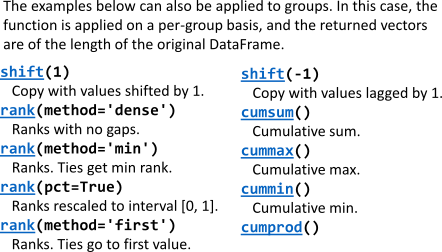 The examples below can also be applied to groups. In this case, the
function is applied on a per-group basis, and the returned vectors
are of the length of the original DataFrame.
shift(1)
Copy with values shifted by 1.
rank(method='dense')
Ranks with no gaps.
rank(method='min')
Ranks. Ties get min rank.
rank(pct=True)
Ranks rescaled to interval [0, 1].
rank(method='first')
Ranks. Ties go to first value.
shift(-1)
Copy with values lagged by 1.
cumsum()
Cumulative sum.
cummax()
Cumulative max.
cummin()
Cumulative min.
cumprod()